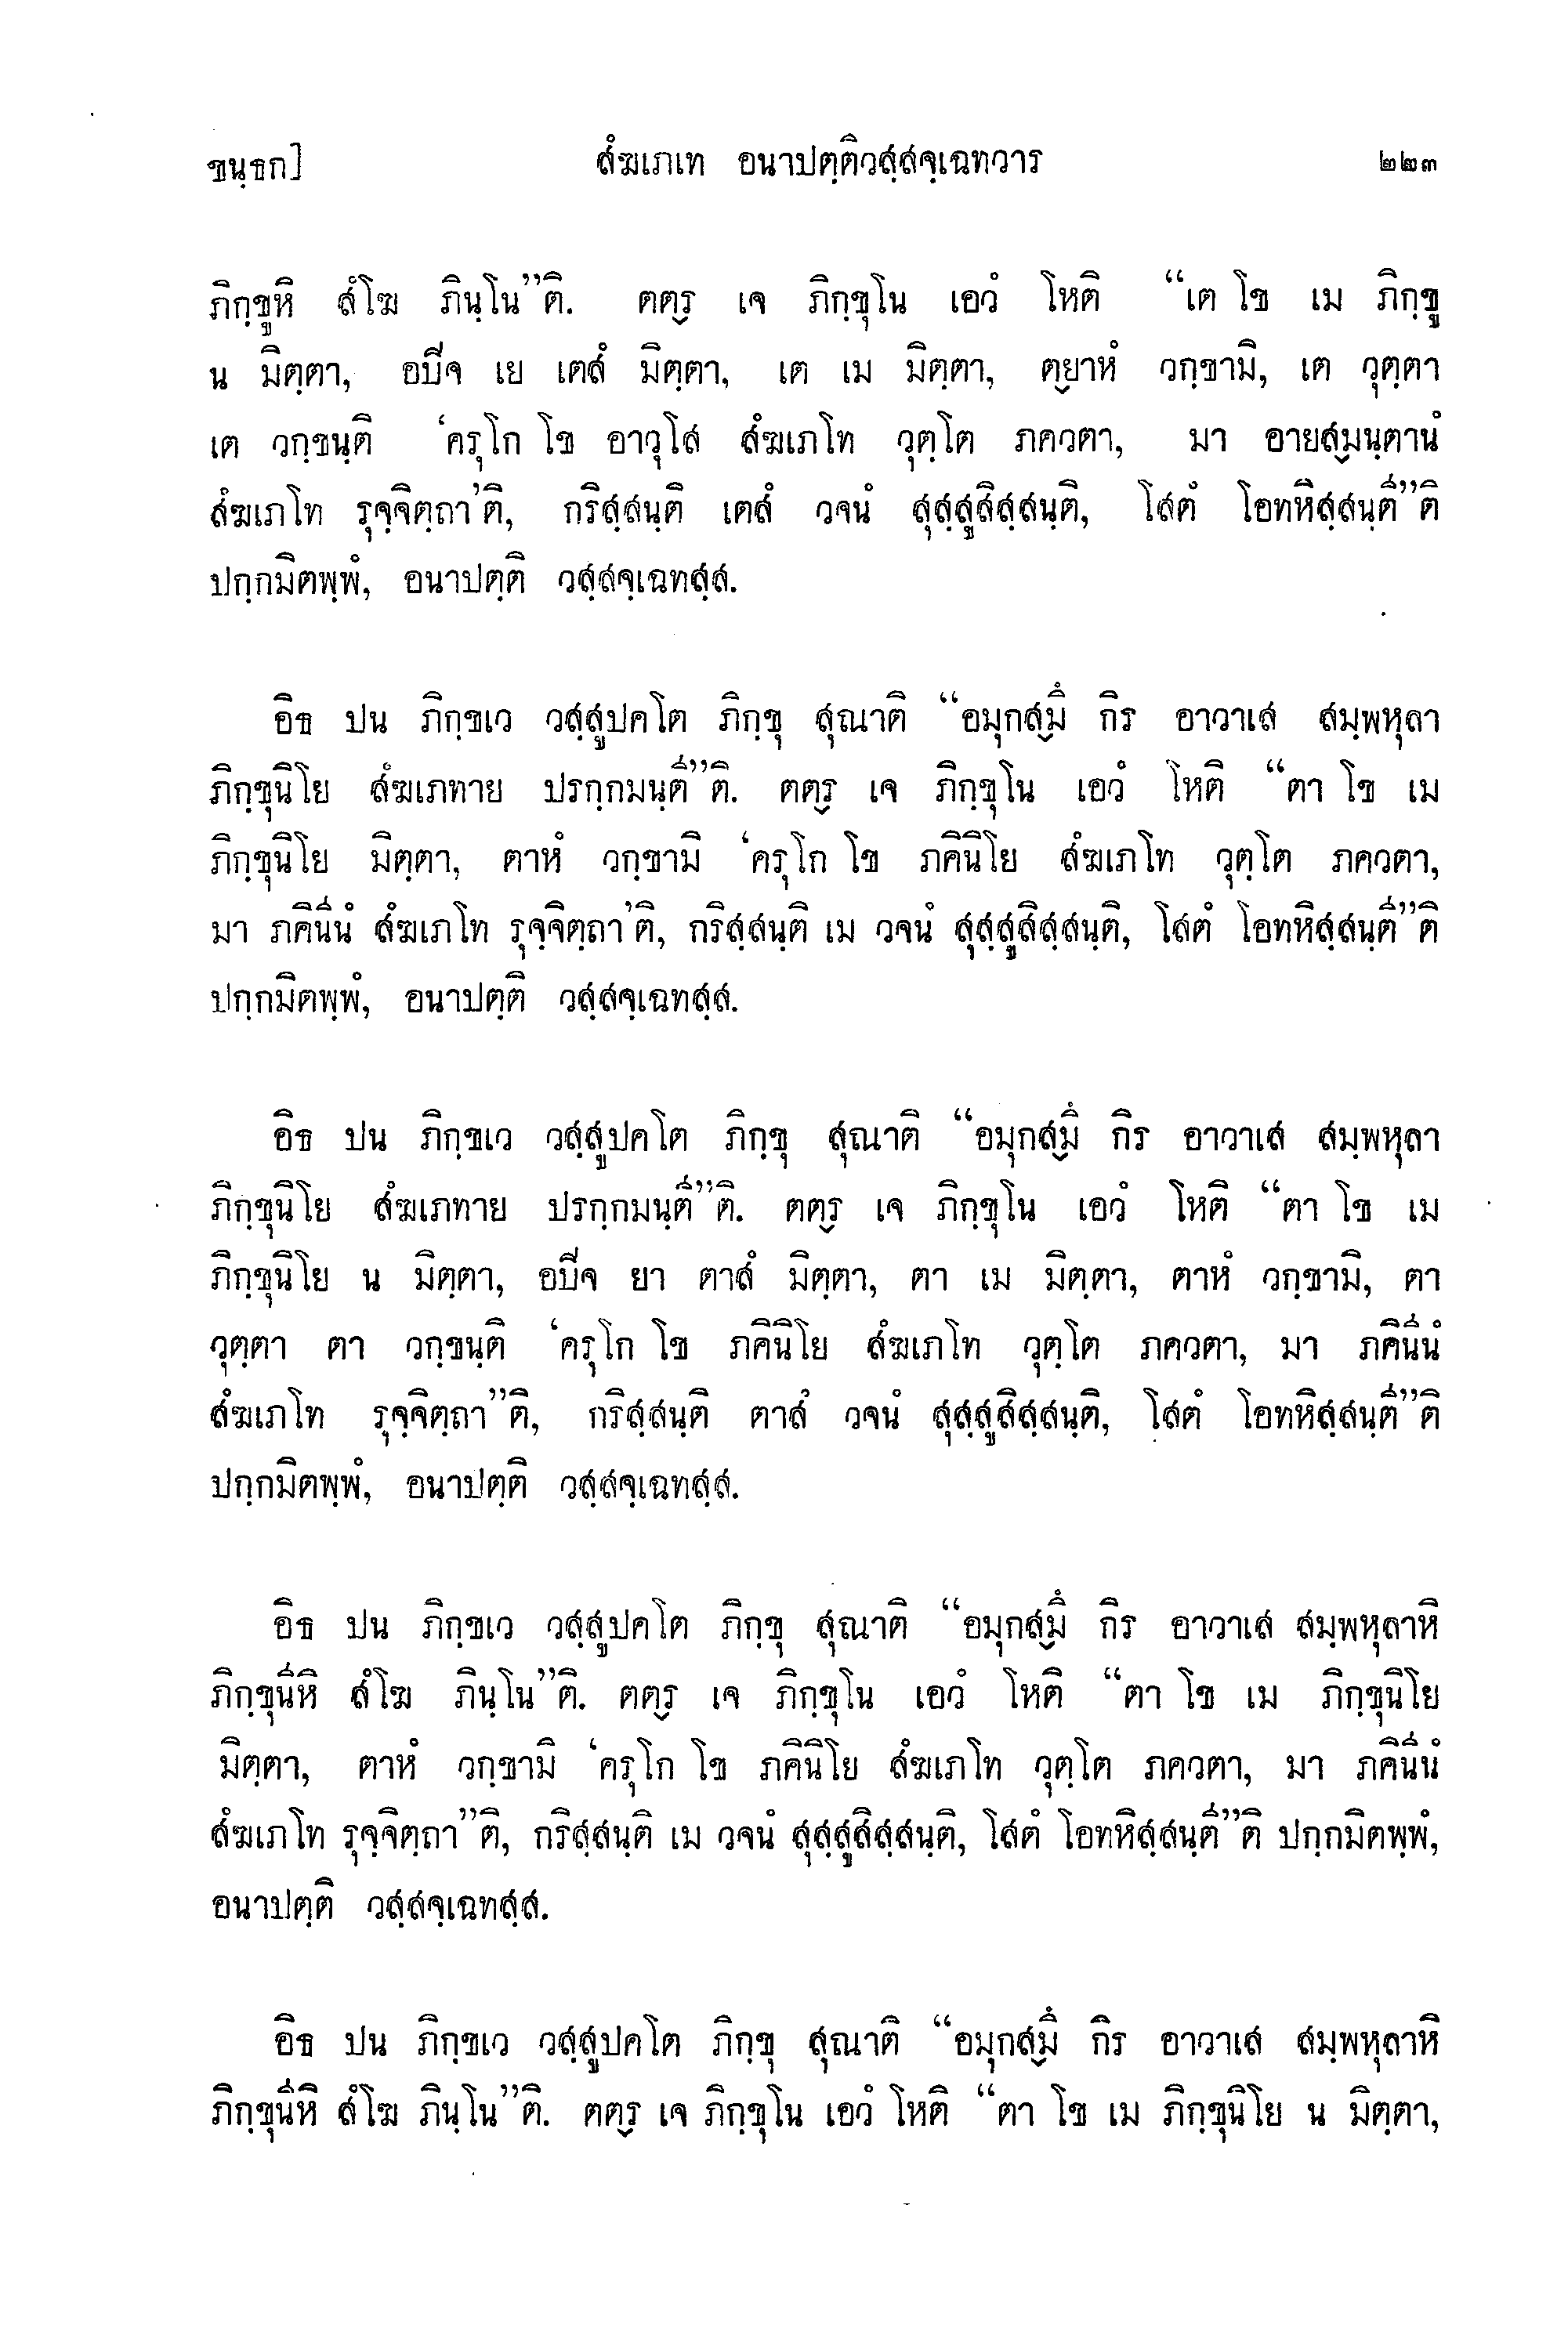 ขนฺธก]
สํฆเภเท อนาปตฺติวสฺสจฺเฉทวาร
๒๒๓
ภิกฺขูหิ สํโฆ ภินฺโน”ติ. ตตฺร เจ ภิกฺขุโน เอวํ โหติ “เต โข เม ภิกฺขู
น มิตฺตา, อปิจ เย เตสํ มิตฺตา, เต เม มิตฺตา, ตฺยาหํ วกฺขามิ, เต วุตฺตา
เต วกฺขนฺติ ‘ครุโก โข อาวุโส สํฆเภโท วุตฺโต ภควตา, มา อายสฺมนฺตานํ
สํฆเภโท รุจฺจิตฺถา’ติ, กริสฺสนฺติ เตสํ วจนํ สุสฺสูสิสฺสนฺติ, โสตํ โอทหิสฺสนฺตี”ติ
ปกฺกมิตพฺพํ, อนาปตฺติ วสฺสจฺเฉทสฺส.
อิธ ปน ภิกฺขเว วสฺสูปคโต ภิกฺขุ สุณาติ “อมุกสฺมึ กิร อาวาเส สมฺพหุลา
ภิกฺขุนิโย สํฆเภทาย ปรกฺกมนฺตี”ติ. ตตฺร เจ ภิกฺขุโน เอวํ โหติ “ตา โข เม
ภิกฺขุนิโย มิตฺตา, ตาหํ วกฺขามิ ‘ครุโก โข ภคินิโย สํฆเภโท วุตฺโต ภควตา,
มา ภคินีนํ สํฆเภโท รุจฺจิตฺถา’ติ, กริสฺสนฺติ เม วจนํ สุสฺสูสิสฺสนฺติ, โสตํ โอทหิสฺสนฺตี”ติ
ปกฺกมิตพฺพํ, อนาปตฺติ วสฺสจฺเฉทสฺส.
อิธ ปน ภิกฺขเว วสฺสูปคโต ภิกฺขุ สุณาติ “อมุกสฺมึ กิร อาวาเส สมฺพหุลา
ภิกฺขุนิโย สํฆเภทาย ปรกฺกมนฺตี”ติ. ตตฺร เจ ภิกฺขุโน เอวํ โหติ “ตา โข เม
ภิกฺขุนิโย น มิตฺตา, อปิจ ยา ตาสํ มิตฺตา, ตา เม มิตฺตา, ตาหํ วกฺขามิ, ตา
วุตฺตา ตา วกฺขนฺติ ‘ครุโก โข ภคินิโย สํฆเภโท วุตฺโต ภควตา, มา ภคินีนํ
สํฆเภโท รุจฺจิตฺถา”ติ, กริสฺสนฺติ ตาสํ วจนํ สุสฺสูสิสฺสนฺติ, โสตํ โอทหิสฺสนฺตี”ติ
ปกฺกมิตพฺพํ, อนาปตฺติ วสฺสจฺเฉทสฺส.
อิธ ปน ภิกฺขเว วสฺสูปคโต ภิกฺขุ สุณาติ “อมุกสฺมึ กิร อาวาเส สมฺพหุลาหิ
ภิกฺขุนีหิ สํโฆ ภินฺโน”ติ. ตตฺร เจ ภิกฺขุโน เอวํ โหติ “ตา โข เม ภิกฺขุนิโย
มิตฺตา, ตาหํ วกฺขามิ ‘ครุโก โข ภคินิโย สํฆเภโท วุตฺโต ภควตา, มา ภคินีนํ
สํฆเภโท รุจฺจิตฺถา”ติ, กริสฺสนฺติ เม วจนํ สุสฺสูสิสฺสนฺติ, โสตํ โอทหิสฺสนฺตี”ติ ปกฺกมิตพฺพํ,
อนาปตฺติ วสฺสจฺเฉทสฺส.
อิธ ปน ภิกฺขเว วสฺสูปคโต ภิกฺขุ สุณาติ “อมุกสฺมึ กิร อาวาเส สมฺพหุลาหิ
ภิกฺขุนีหิ สํโฆ ภินฺโน”ติ. ตตฺร เจ ภิกฺขุโน เอวํ โหติ “ตา โข เม ภิกฺขุนิโย น มิตฺตา,